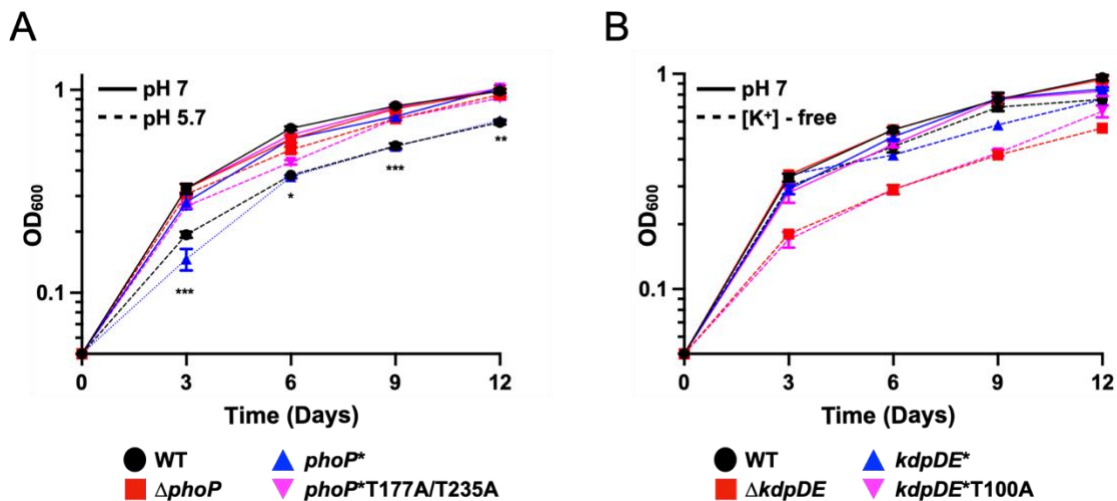 A
B
pH 7
pH 5.7
pH 7
[K⁺] - free
OD₆₀₀
1
0.1
***
*
***
**
0
3
6
9
12
Time (Days)
OD₆₀₀
1
0.1
0
3
6
9
12
Time (Days)
WT
phoP*
ΔphoP
phoP*T177A/T235A
WT
kdpDE*
ΔkdpDE
kdpDE*T100A